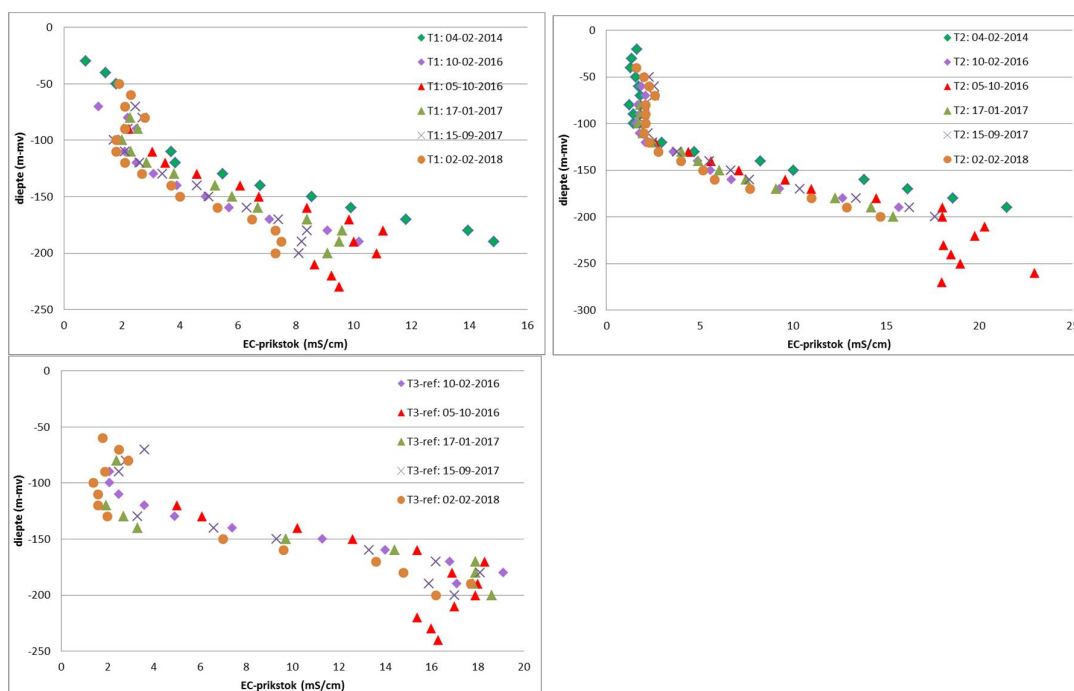 0
-50
-100
-150
-200
-250
diepte (m-mv)
0
2
4
6
8
10
12
14
16
EC-prikstok (mS/cm)
T1: 04-02-2014
T1: 10-02-2016
T1: 05-10-2016
T1: 17-01-2017
T1: 15-09-2017
T1: 02-02-2018
0
-50
-100
-150
-200
-250
-300
diepte (m-mv)
0
5
10
15
20
25
EC-prikstok (mS/cm)
T2: 04-02-2014
T2: 10-02-2016
T2: 05-10-2016
T2: 17-01-2017
T2: 15-09-2017
T2: 02-02-2018
0
-50
-100
-150
-200
-250
diepte (m-mv)
0
2
4
6
8
10
12
14
16
18
20
EC-prikstok (mS/cm)
T3-ref: 10-02-2016
T3-ref: 05-10-2016
T3-ref: 17-01-2017
T3-ref: 15-09-2017
T3-ref: 02-02-2018